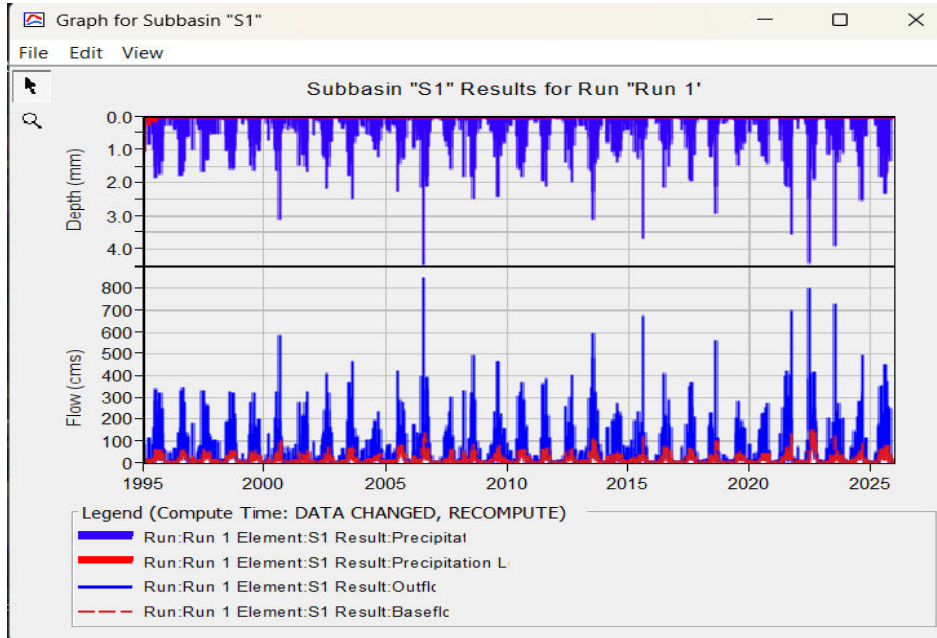 Graph for Subbasin "S1"
File Edit View
Subbasin "S1" Results for Run "Run 1'
0.0
1.0
2.0
3.0
4.0
Depth (mm)
800
700
600
500
400
300
200
100
0
Flow (cms)
1995 2000 2005 2010 2015 2020 2025
Legend (Compute Time: DATA CHANGED, RECOMPUTE)
Run:Run 1 Element:S1 Result:Precipitat
Run:Run 1 Element:S1 Result:Precipitation L
Run:Run 1 Element:S1 Result:Outflo
Run:Run 1 Element:S1 Result:Baseflo